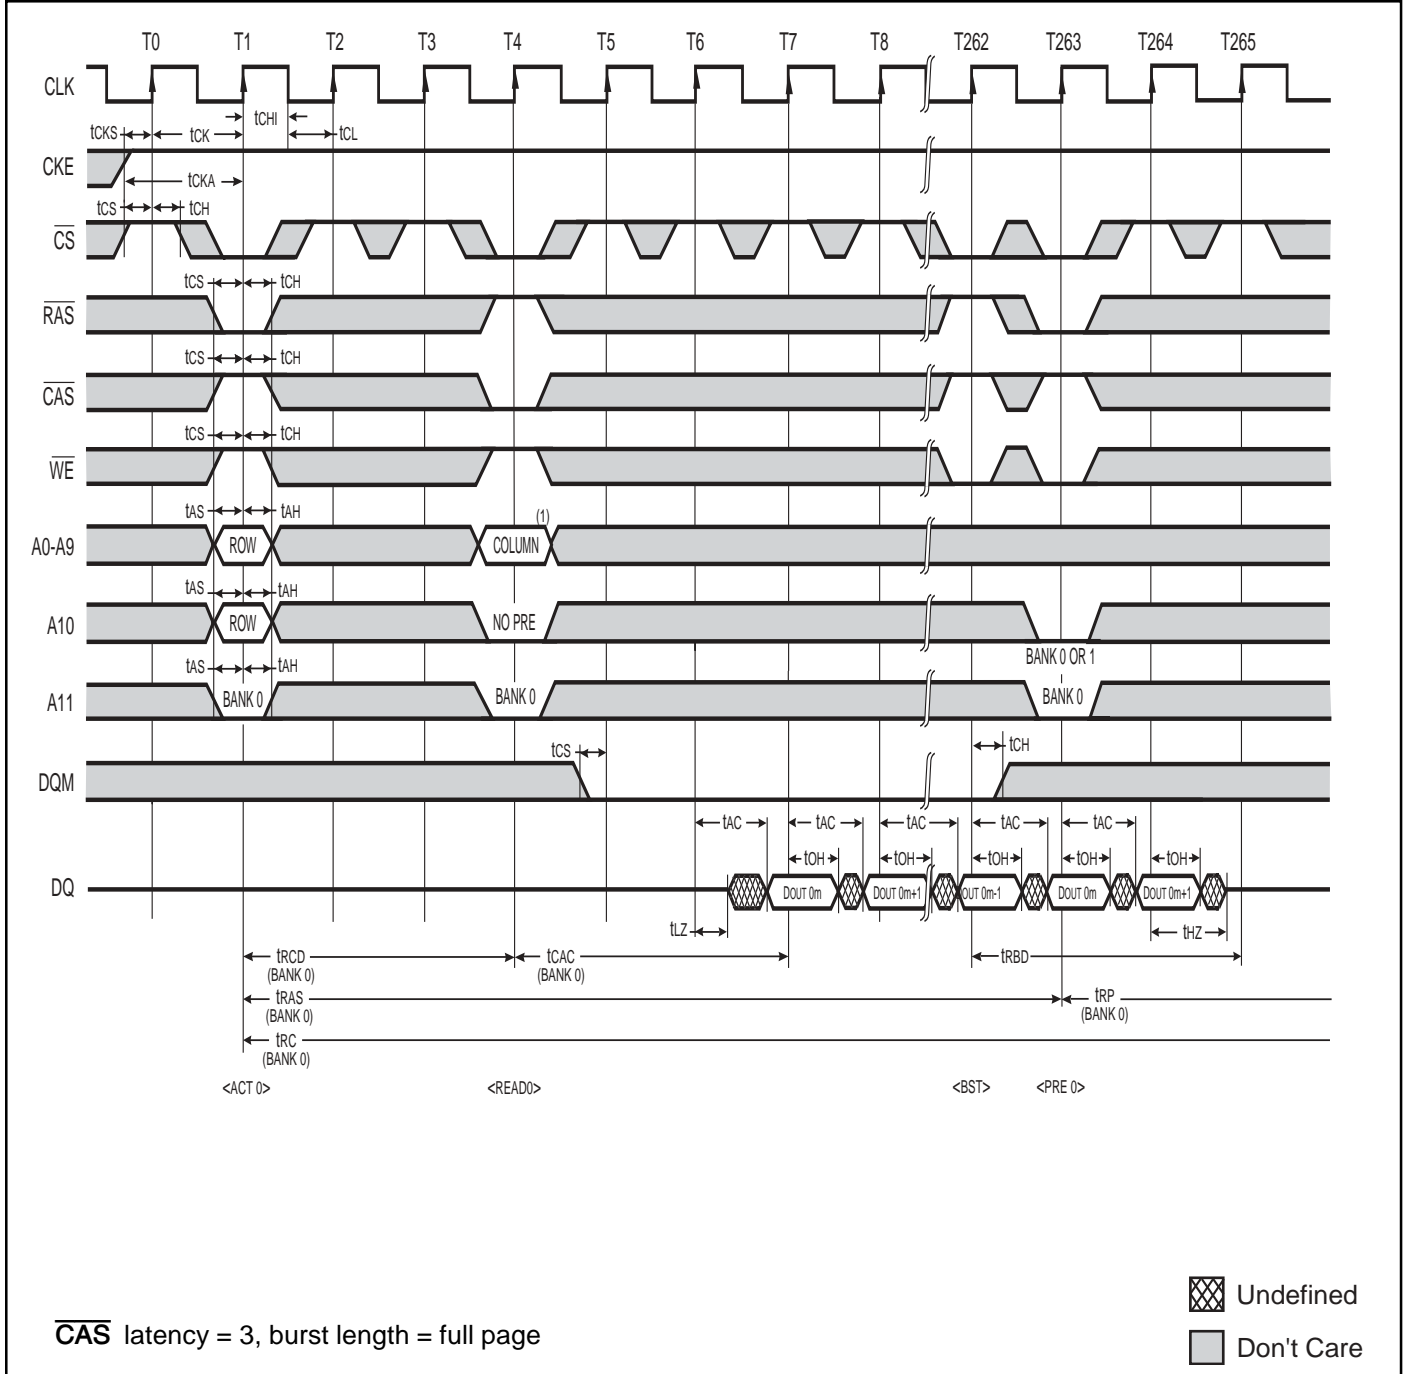 T0 T1 T2 T3 T4 T5 T6 T7 T8 T262 T263 T264 T265
CLK
tCHI
tCKS tCK tCL
CKE
tCKA
tCS tCH
CS
tCS tCH
RAS
tCS tCH
CAS
tCS tCH
WE
tAS tAH (1)
A0-A9 ROW COLUMN
tAS tAH
A10 ROW NO PRE
BANK 0 OR 1
tAS tAH
A11 BANK 0 BANK 0 BANK 0
tCS tCH
DQM
tAC tAC tAC tAC tAC
tOH tOH tOH tOH tOH
DQ DOUT 0m DOUT 0m+1 OUT 0m-1 DOUT 0m DOUT 0m+1
tLZ tHZ
tRCD tCAC tRBD
(BANK 0) (BANK 0)
tRAS tRP
(BANK 0) (BANK 0)
tRC
(BANK 0)
<ACT 0> <READ0> <BST> <PRE 0>
Undefined
CAS latency = 3, burst length = full page
Don't Care